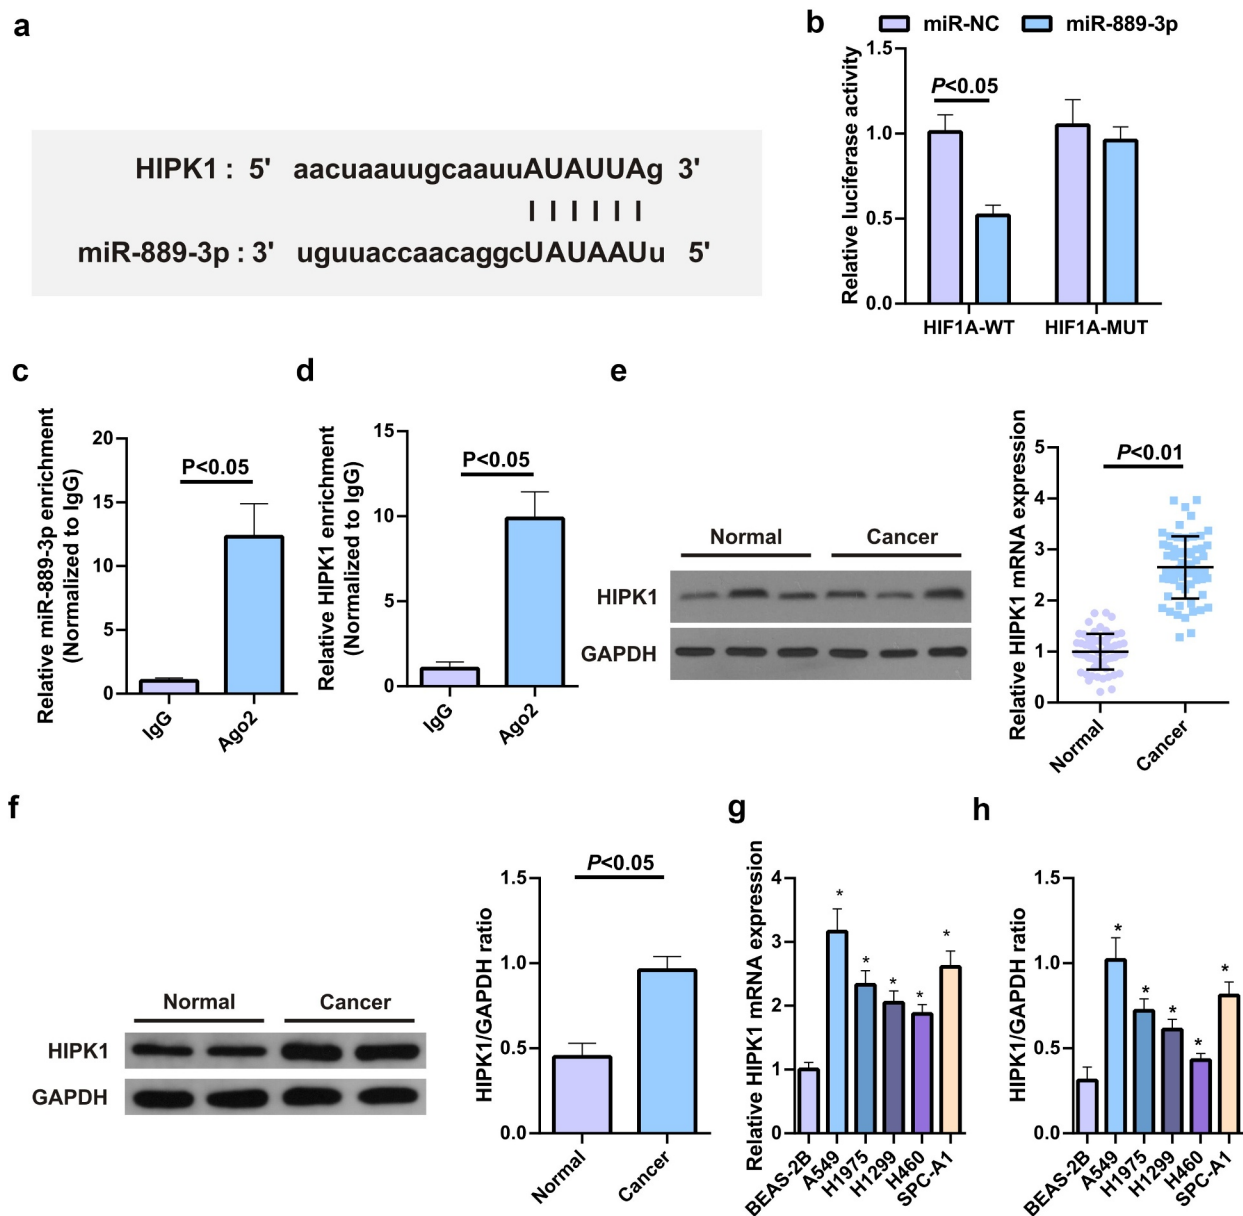 a
HIPK1 : 5' aacuaauugcaauuAUAUUAg 3'
miR-889-3p : 3' uguuaccaacaggcUAUAAUu 5'
b
miR-NC miR-889-3p
Relative luciferase activity
1.5
1.0
0.5
0.0
P<0.05
HIF1A-WT HIF1A-MUT
c
Relative miR-889-3p enrichment
(Normalized to IgG)
20
15
10
5
0
P<0.05
IgG Ago2
d
Relative HIPK1 enrichment
(Normalized to IgG)
15
10
5
0
P<0.05
IgG Ago2
e
Normal Cancer
HIPK1
GAPDH
Relative HIPK1 mRNA expression
5
4
3
2
1
0
P<0.01
Normal Cancer
f
Normal Cancer
HIPK1
GAPDH
HIPK1/GAPDH ratio
1.5
1.0
0.5
0.0
P<0.05
Normal Cancer
g
Relative HIPK1 mRNA expression
4
3
2
1
0
* * * * *
BEAS-2B A549 H1975 H1299 H460 SPC-A1
h
HIPK1/GAPDH ratio
1.5
1.0
0.5
0.0
* * * * *
BEAS-2B A549 H1975 H1299 H460 SPC-A1